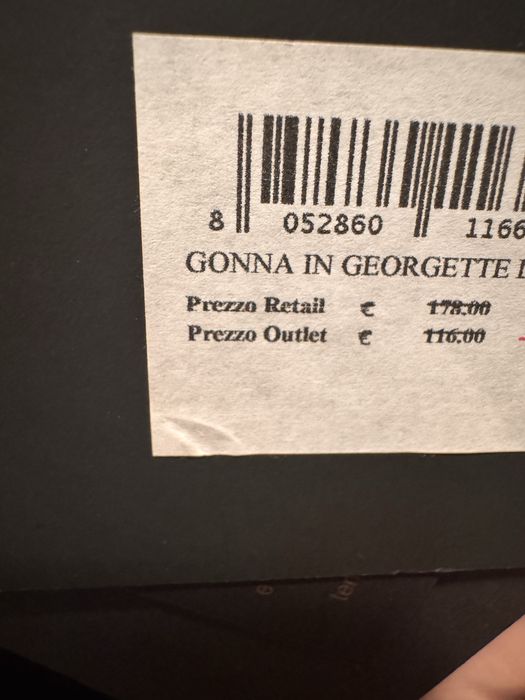 8 052860 1166
GONNA IN GEORGETTE
Prezzo Retail € 178.00
Prezzo Outlet € 116.00